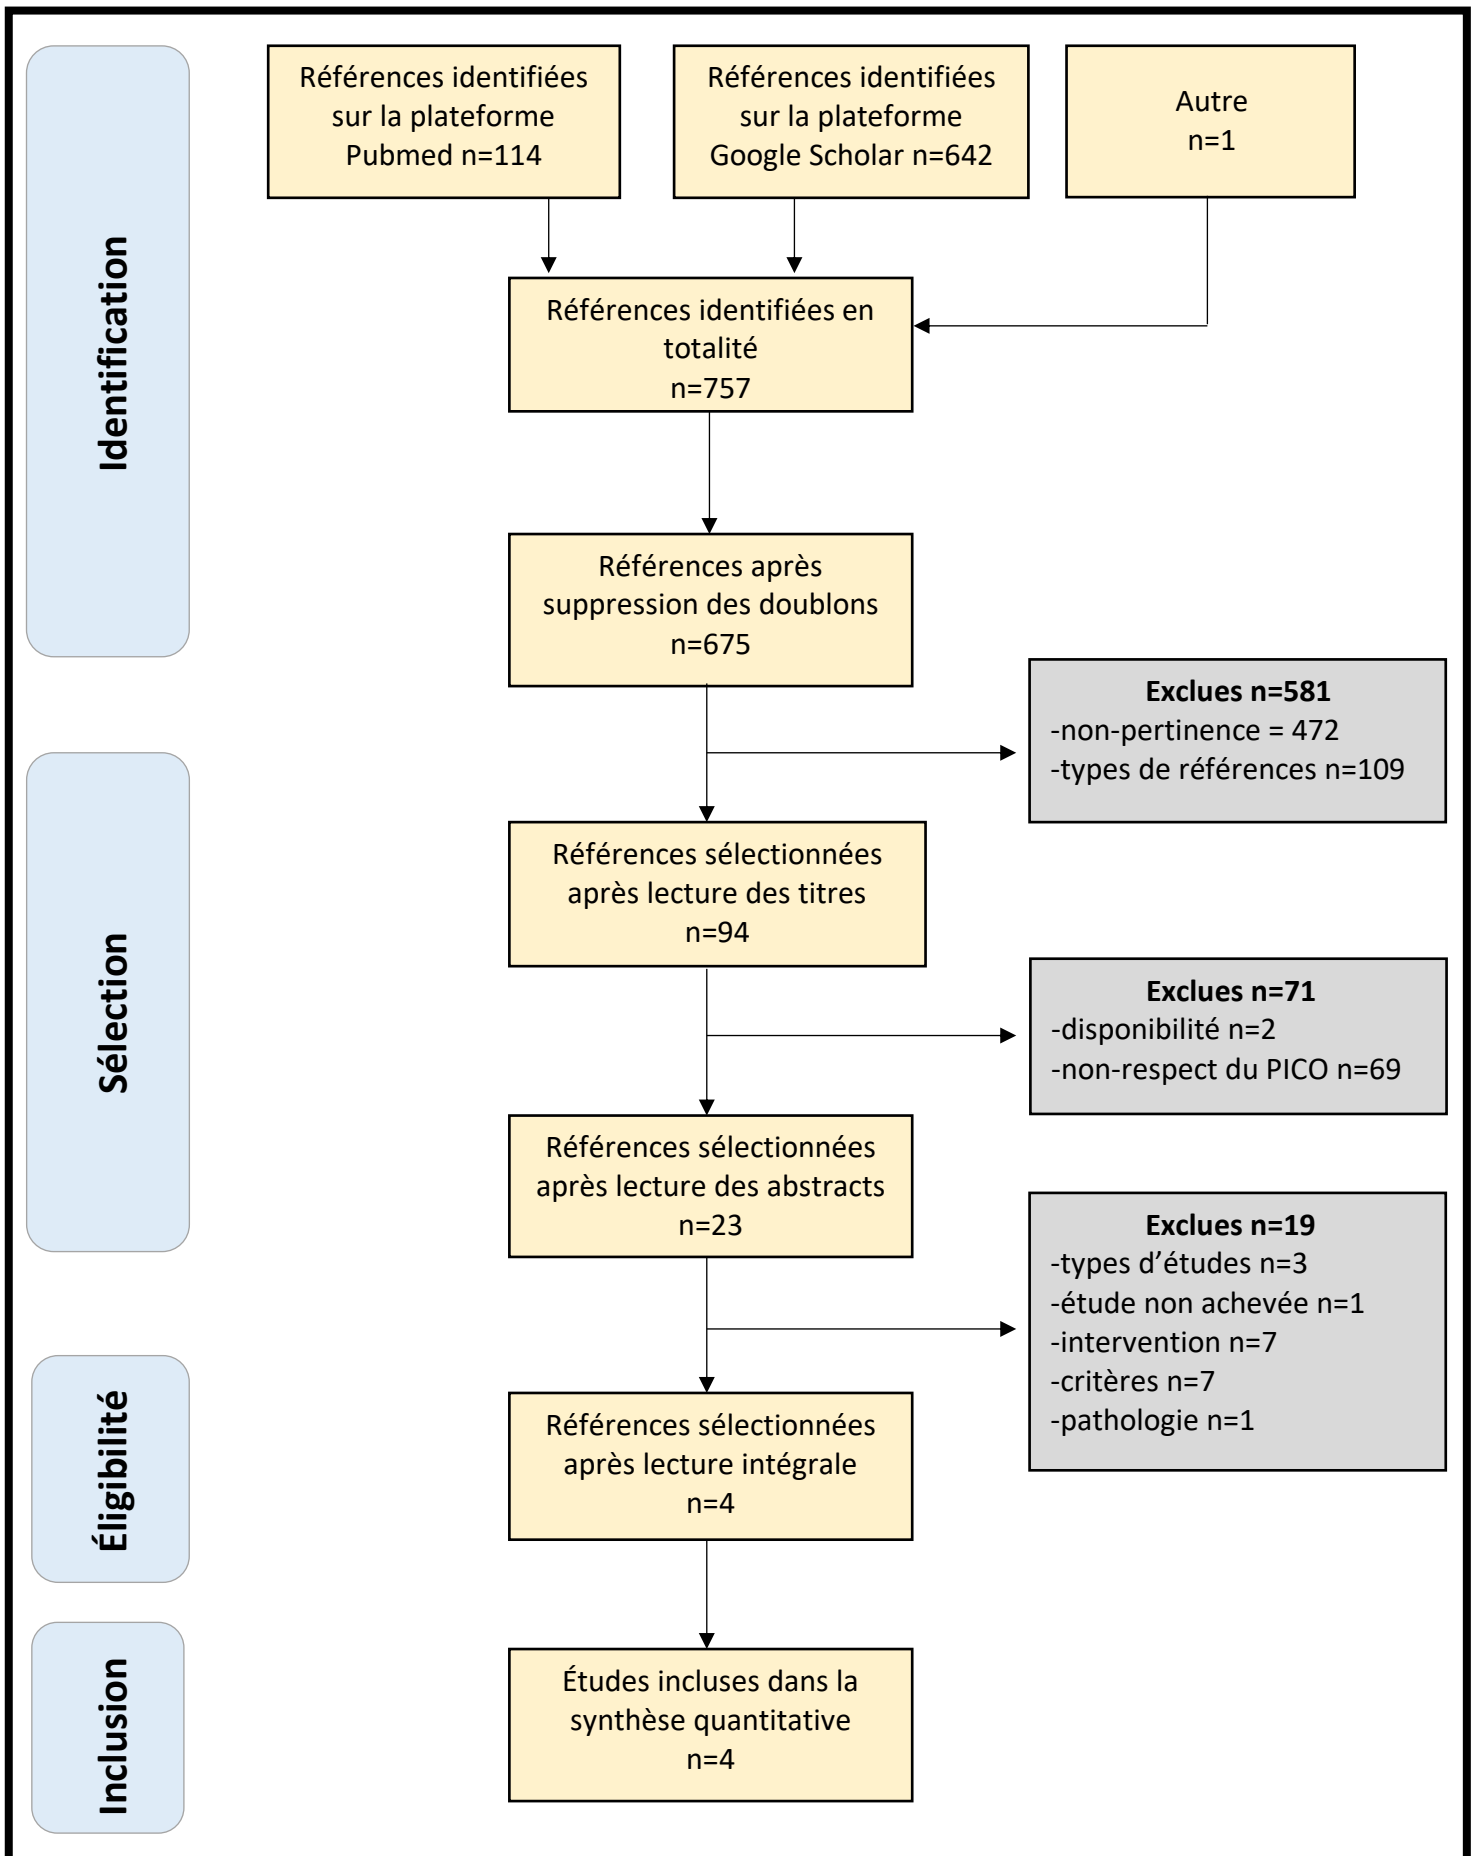 Identification
Références identifiées
sur la plateforme
Pubmed n=114
Références identifiées
sur la plateforme
Google Scholar n=642
Autre
n=1
Références identifiées en
totalité
n=757
Références après
suppression des doublons
n=675
Exclues n=581
-non-pertinence = 472
-types de références n=109
Sélection
Références sélectionnées
après lecture des titres
n=94
Exclues n=71
-disponibilité n=2
-non-respect du PICO n=69
Références sélectionnées
après lecture des abstracts
n=23
Exclues n=19
-types d’études n=3
-étude non achevée n=1
-intervention n=7
-critères n=7
-pathologie n=1
Éligibilité
Références sélectionnées
après lecture intégrale
n=4
Inclusion
Études incluses dans la
synthèse quantitative
n=4